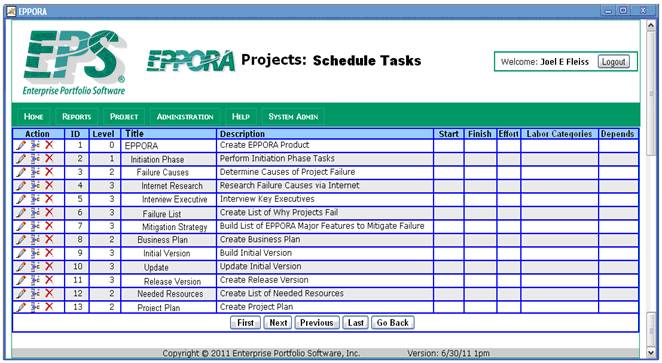 EPPORA
EPS®
Enterprise Portfolio Software
EPPORA Projects: Schedule Tasks
Welcome: Joel E Fleiss Logout
Home Reports Project Administration Help System Admin
Action ID Level Title Description Start Finish Effort Labor Categories Depends
1 0 EPPORA Create EPPORA Product
2 1 Initiation Phase Perform Initiation Phase Tasks
3 2 Failure Causes Determine Causes of Project Failure
4 3 Internet Research Research Failure Causes via Internet
5 3 Interview Executive Interview Key Executives
6 3 Failure List Create List of Why Projects Fail
7 3 Mitigation Strategy Build List of EPPORA Major Features to Mitigate Failure
8 2 Business Plan Create Business Plan
9 3 Initial Version Build Initial Version
10 3 Update Update Initial Version
11 3 Release Version Create Release Version
12 2 Needed Resources Create List of Needed Resources
13 2 Project Plan Create Project Plan
First Next Previous Last Go Back
Copyright © 2011 Enterprise Portfolio Software, Inc. Version: 6/30/11 1pm